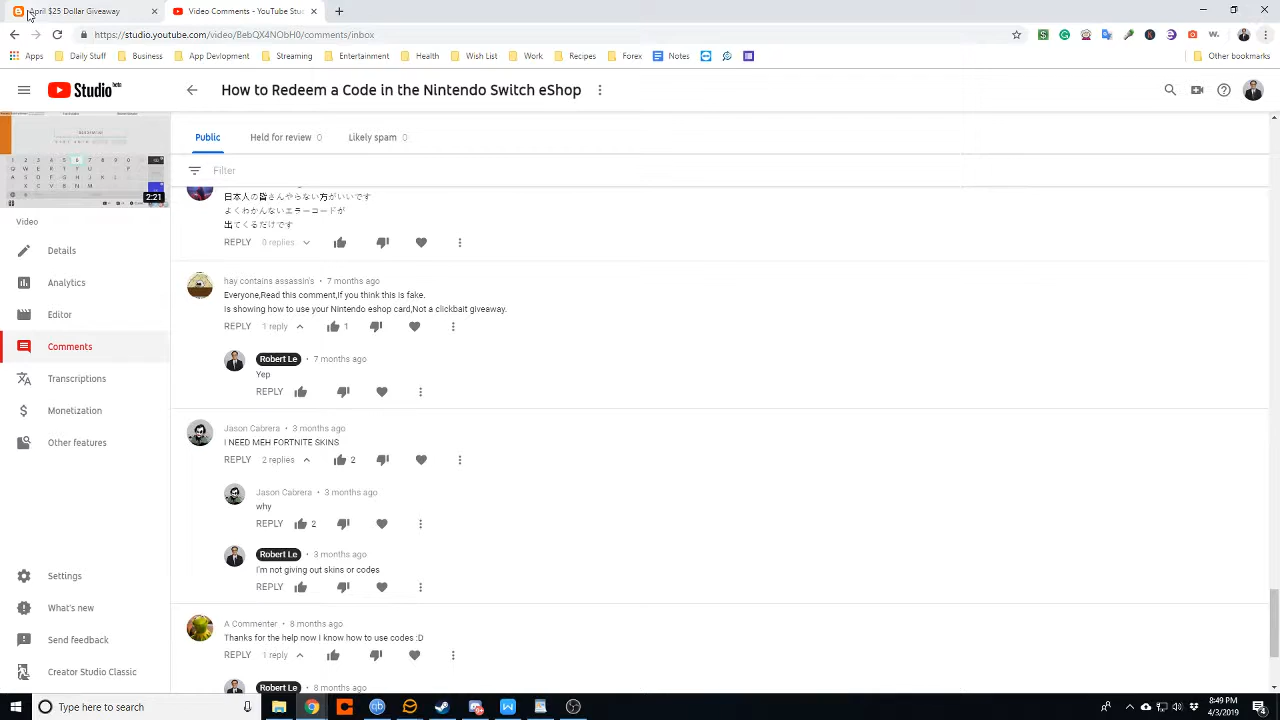 April $25 Dollar Giveaway
Video Comments - YouTube Stu
https://studio.youtube.com/video/BebQX4NObH0/comments/inbox
Apps Daily Stuff Business App Devlopment Streaming Entertainment Health Wish List Work Recipes Forex Notes Other bookmarks
Studio beta
How to Redeem a Code in the Nintendo Switch eShop
2:21
Video
Details
Analytics
Editor
Comments
Transcriptions
Monetization
Other features
Settings
What's new
Send feedback
Creator Studio Classic
Public Held for review 0 Likely spam 0
Filter
日本人の皆さんやらない方がいいです
よくわかんないエラーコードが
出てくるだけです
REPLY 0 replies
hay contains assassin's • 7 months ago
Everyone,Read this comment,If you think this is fake.
Is showing how to use your Nintendo eshop card,Not a clickbait giveaway.
REPLY 1 reply 1
Robert Le • 7 months ago
Yep
REPLY
Jason Cabrera • 3 months ago
I NEED MEH FORTNITE SKINS
REPLY 2 replies 2
Jason Cabrera • 3 months ago
why
REPLY 2
Robert Le • 3 months ago
I'm not giving out skins or codes
REPLY
A Commenter • 8 months ago
Thanks for the help now I know how to use codes :D
REPLY 1 reply
Robert Le • 8 months ago
Type here to search
8:49 PM
4/3/2019